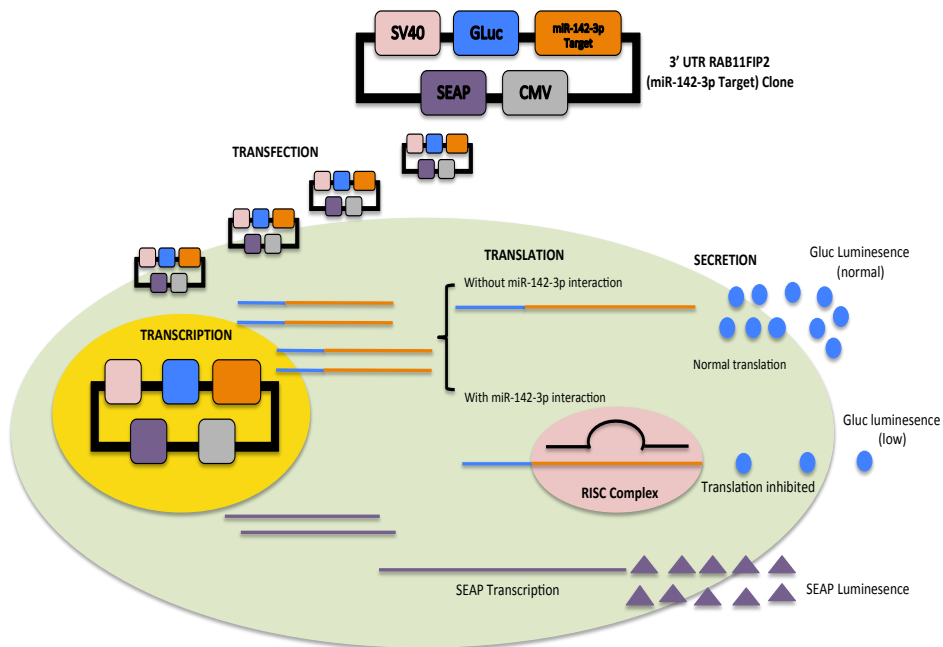 SV40
GLuc
miR-142-3p
Target
SEAP
CMV
3’ UTR RAB11FIP2
(miR-142-3p Target) Clone
TRANSFECTION
TRANSLATION
SECRETION
Gluc Luminesence
(normal)
Without miR-142-3p interaction
TRANSCRIPTION
Normal translation
With miR-142-3p interaction
Gluc luminesence
(low)
RISC Complex
Translation inhibited
SEAP Transcription
SEAP Luminesence